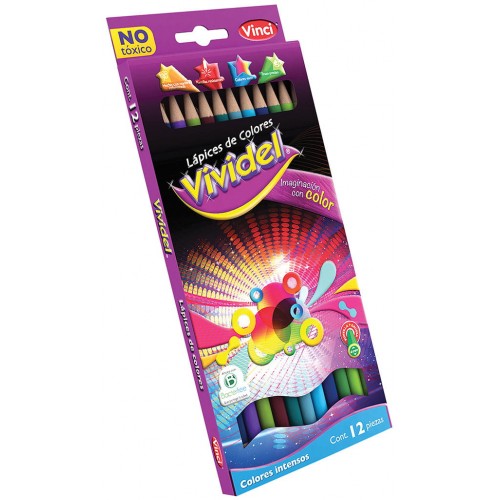 NO
tóxico
Vinci
Lápices de Colores
Vividel
Imaginación
con color
Cont. 12 piezas
Vividel
Lápices de colores
Vinci
Colores intensos
Cont. 12 piezas